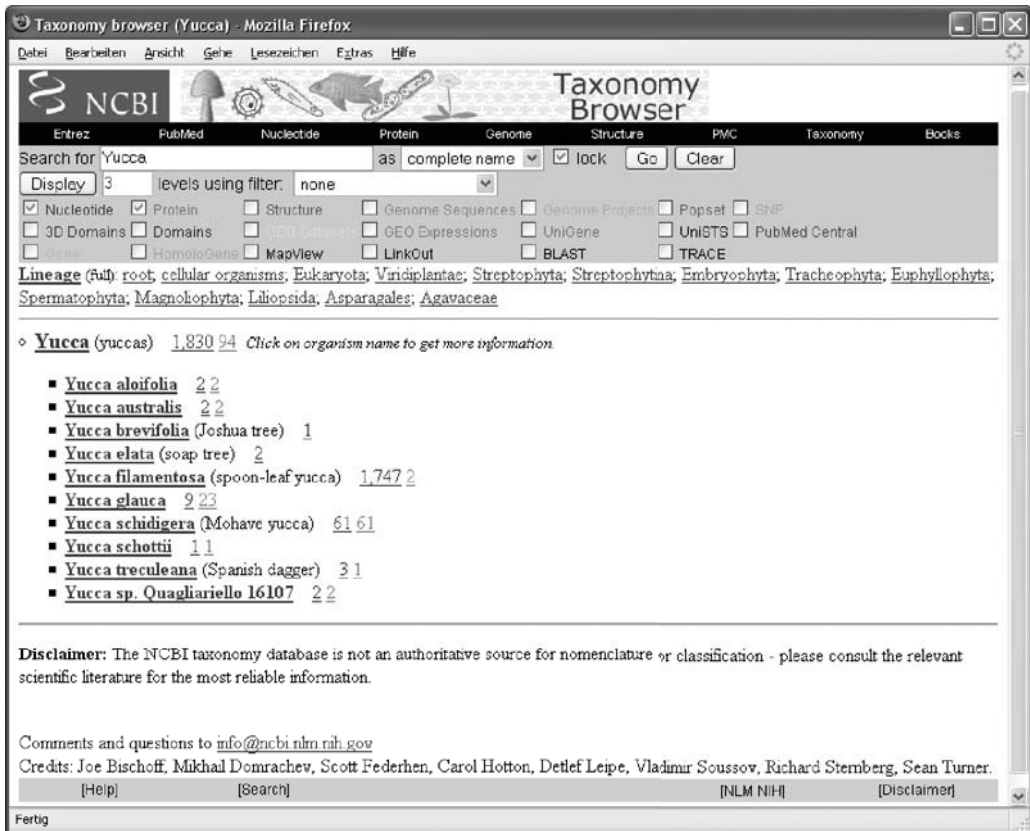 Taxonomy browser (Yucca) - Mozilla Firefox
Datei Bearbeiten Ansicht Gehe Lesezeichen Extras Hilfe
NCBI Taxonomy Browser
Entrez PubMed Nucleotide Protein Genome Structure PMC Taxonomy Books
Search for Yucca as complete name lock Go Clear
Display 3 levels using filter: none
Nucleotide Protein Structure Genome Sequences Genome Projects Popset SNP
3D Domains Domains GEO Datasets GEO Expressions UniGene UniSTS PubMed Central
Gene HomoloGene MapView LinkOut BLAST TRACE
Lineage (full): root; cellular organisms; Eukaryota; Viridiplantae; Streptophyta; Streptophytina; Embryophyta; Tracheophyta; Euphyllophyta;
Spermatophyta; Magnoliophyta; Liliopsida; Asparagales; Agavaceae
Yucca (yuccas) 1,830 94 Click on organism name to get more information.
Yucca aloifolia 2 2
Yucca australis 2 2
Yucca brevifolia (Joshua tree) 1
Yucca elata (soap tree) 2
Yucca filamentosa (spoon-leaf yucca) 1,747 2
Yucca glauca 9 23
Yucca schidigera (Mohave yucca) 61 61
Yucca schottii 1 1
Yucca treculeana (Spanish dagger) 3 1
Yucca sp. Quagliariello 16107 2 2
Disclaimer: The NCBI taxonomy database is not an authoritative source for nomenclature or classification - please consult the relevant
scientific literature for the most reliable information.
Comments and questions to info@ncbi.nlm.nih.gov
Credits: Joe Bischoff, Mikhail Domrachev, Scott Federhen, Carol Hotton, Detlef Leipe, Vladimir Soussov, Richard Sternberg, Sean Turner.
[Help] [Search] [NLM NIH] [Disclaimer]
Fertig